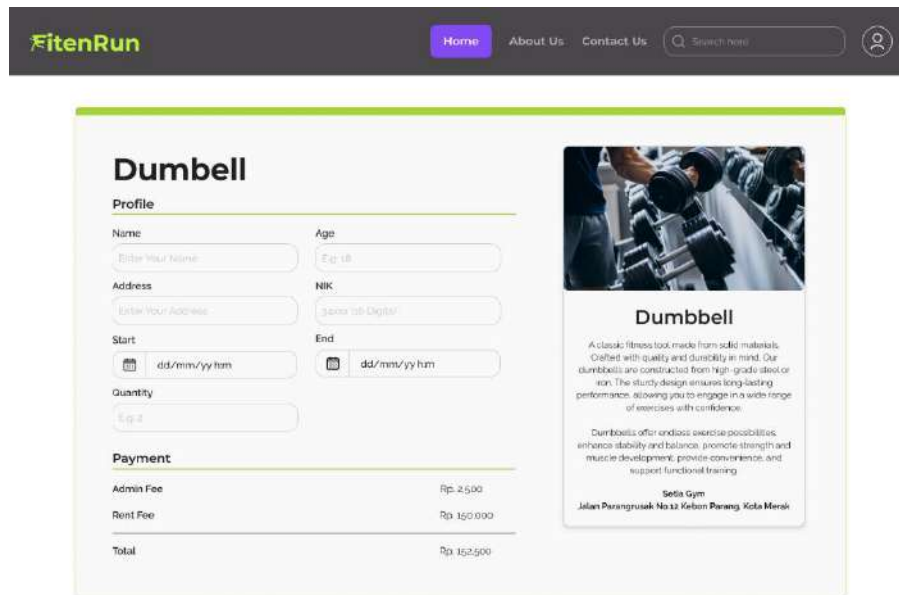 FitenRun
Home
About Us
Contact Us
Search here
Dumbell
Profile
Name
Age
Enter Your Name
E.g. 18
Address
NIK
Enter Your Address
Start
End
dd/mm/yy h:m
dd/mm/yy h:m
Quantity
E.g. 2
Payment
Admin Fee
Rp. 2.500
Rent Fee
Rp. 150.000
Total
Rp. 152.500
Dumbbell
A classic fitness tool made from solid materials.
Crafted with quality and durability in mind. Our
dumbbells are constructed from high-grade steel or
iron. The sturdy design ensures long-lasting
performance, allowing you to engage in a wide range
of exercises with confidence.
Dumbbells offer endless exercise possibilities,
enhance stability and balance, promote strength and
muscle development, provide convenience, and
support functional training
Setia Gym
Jalan Parangrusak No.12 Kebon Parang, Kota Merak